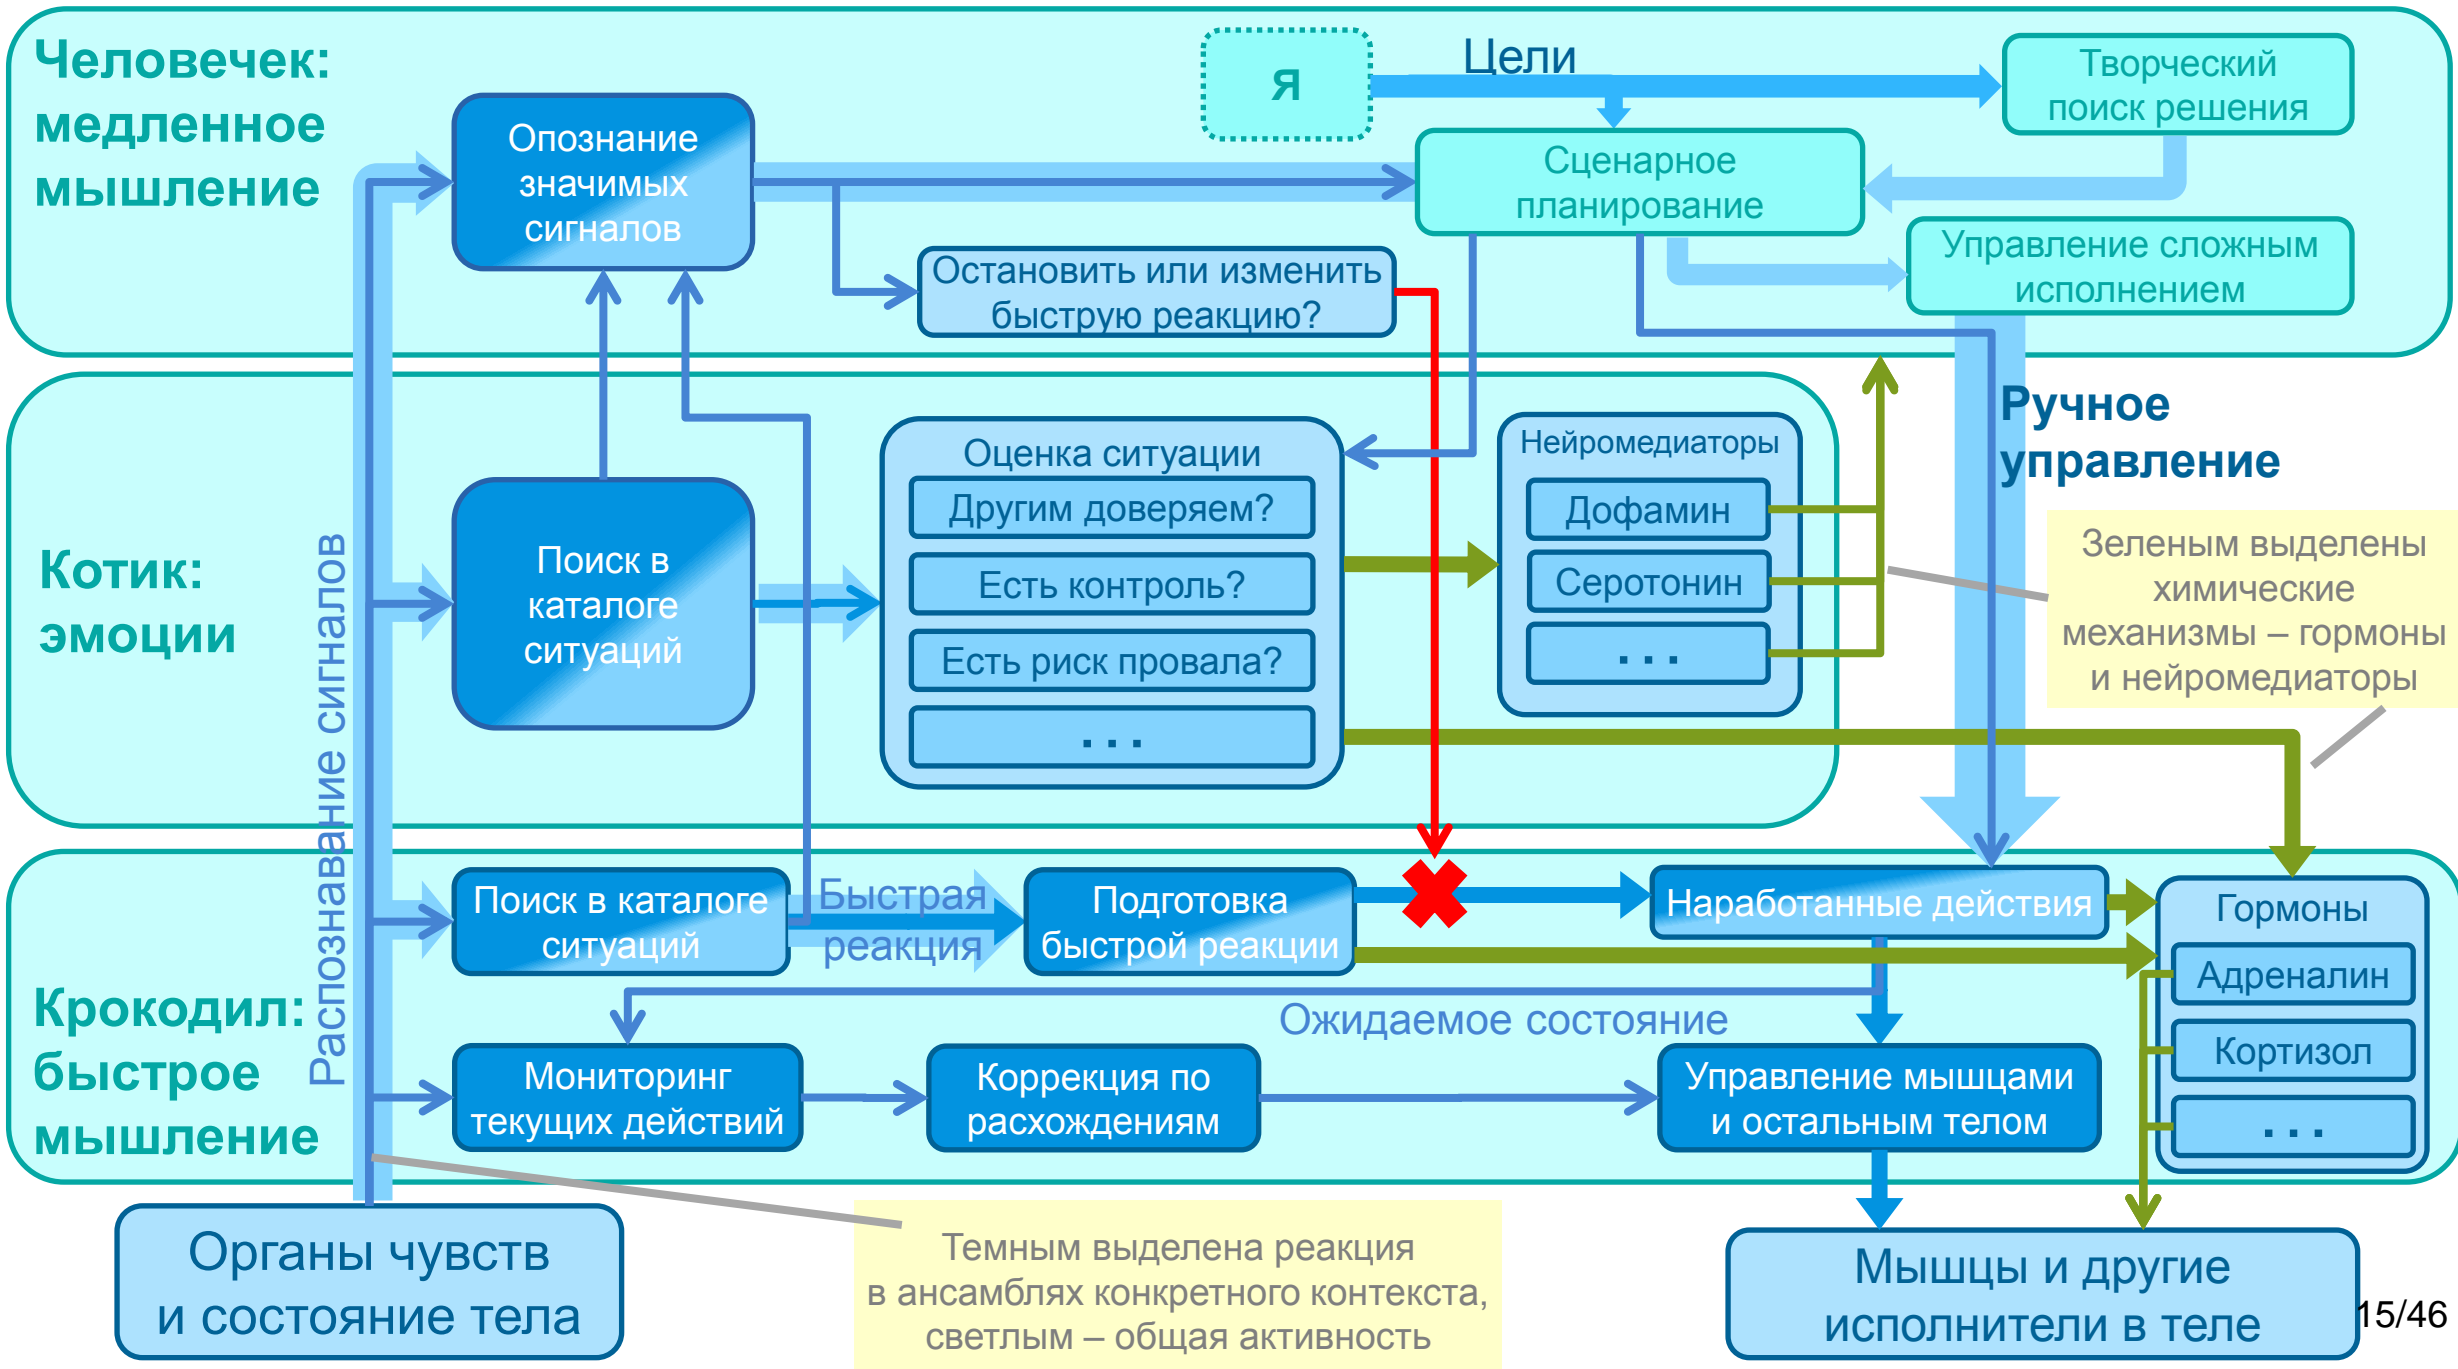 Человечек:
медленное
мышление
Опознание
значимых
сигналов
Я
Цели
Творческий
поиск решения
Сценарное
планирование
Управление сложным
исполнением
Остановить или изменить
быструю реакцию?
Котик:
эмоции
Поиск в
каталоге
ситуаций
Оценка ситуации
Другим доверяем?
Есть контроль?
Есть риск провала?
. . .
Нейромедиаторы
Дофамин
Серотонин
. . .
Ручное
управление
Зеленым выделены
химические
механизмы – гормоны
и нейромедиаторы
Распознавание сигналов
Крокодил:
быстрое
мышление
Поиск в каталоге
ситуаций
Быстрая
реакция
Подготовка
быстрой реакции
Наработанные действия
Гормоны
Адреналин
Кортизол
. . .
Ожидаемое состояние
Мониторинг
текущих действий
Коррекция по
расхождениям
Управление мышцами
и остальным телом
Органы чувств
и состояние тела
Темным выделена реакция
в ансамблях конкретного контекста,
светлым – общая активность
Мышцы и другие
исполнители в теле
15/46